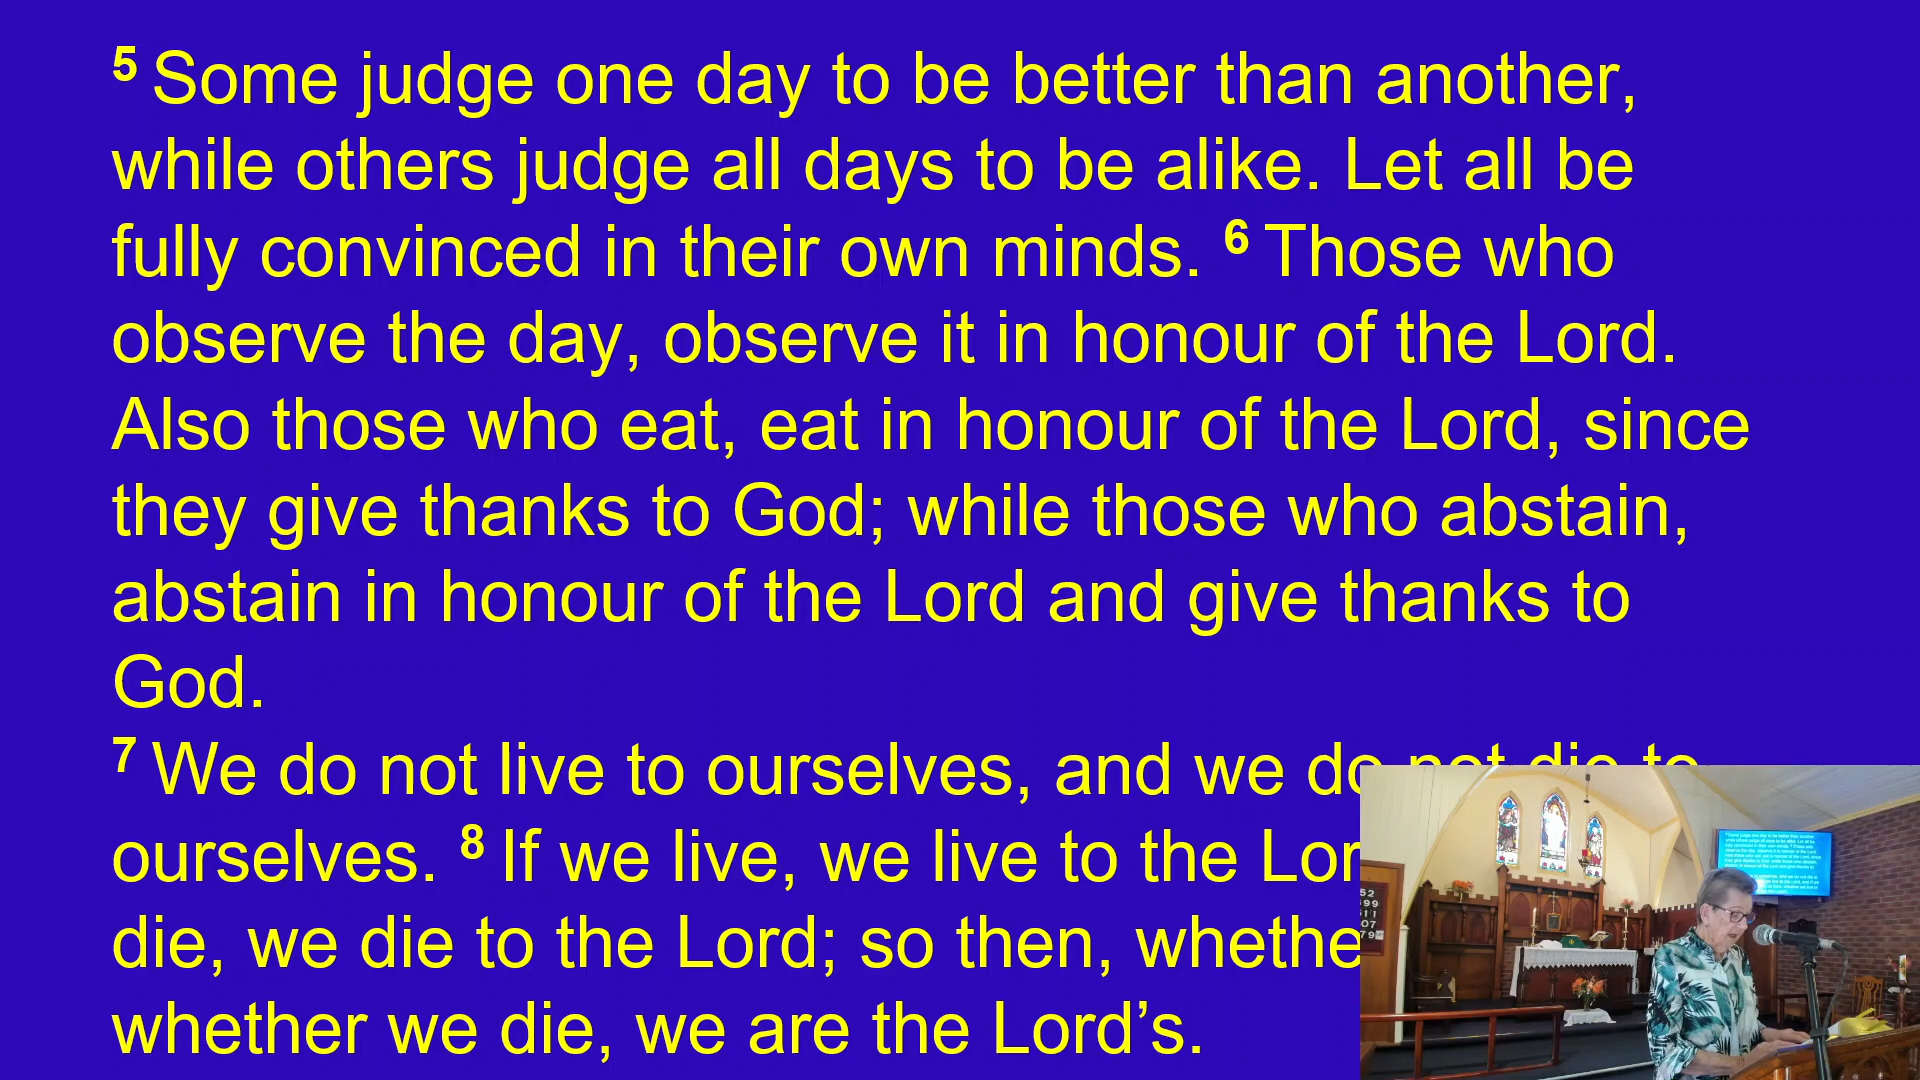 5 Some judge one day to be better than another,
while others judge all days to be alike. Let all be
fully convinced in their own minds. 6 Those who
observe the day, observe it in honour of the Lord.
Also those who eat, eat in honour of the Lord, since
they give thanks to God; while those who abstain,
abstain in honour of the Lord and give thanks to
God.
7 We do not live to ourselves, and we do not die to
ourselves. 8 If we live, we live to the
die, we die to the Lord; so then,
whether we die, we are the Lord’s.
52
99
11
07
79